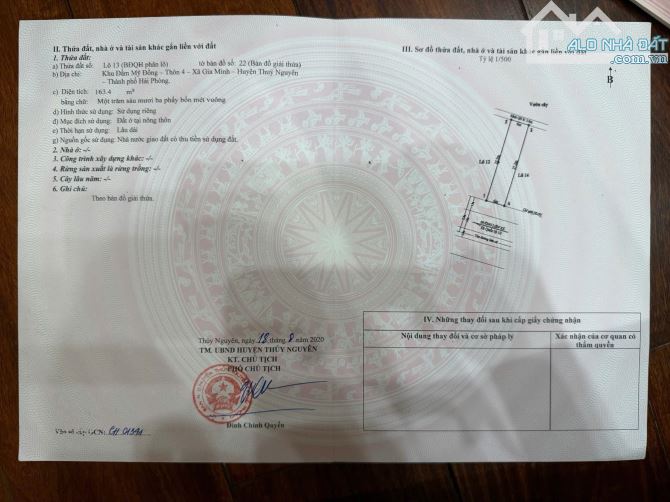 II. Thửa đất, nhà ở và tài sản khác gắn liền với đất
1. Thửa đất:
a) Thửa đất số: Lô 13 (BĐQH phân lô) tờ bản đồ số: 22 (Bản đồ giải thửa)
b) Địa chỉ: Khu Đầm Mỹ Đồng – Thôn 4 – Xã Gia Minh – Huyện Thuỷ Nguyên
– Thành phố Hải Phòng.
c) Diện tích: 163.4 m²
bằng chữ: Một trăm sáu mươi ba phẩy bốn mét vuông
d) Hình thức sử dụng: Sử dụng riêng
đ) Mục đích sử dụng: Đất ở tại nông thôn
e) Thời hạn sử dụng: Lâu dài
g) Nguồn gốc sử dụng: Nhà nước giao đất có thu tiền sử dụng đất.
2. Nhà ở: -/-
3. Công trình xây dựng khác: -/-
4. Rừng sản xuất là rừng trồng: -/-
5. Cây lâu năm: -/-
6. Ghi chú:
Theo bản đồ giải thửa.
Thủy Nguyên, ngày 18 tháng 8 năm 2020
TM. UBND HUYỆN THỦY NGUYÊN
KT. CHỦ TỊCH
PHÓ CHỦ TỊCH
Đinh Chính Quyền
III. Sơ đồ thửa đất, nhà ở và tài sản khác gắn liền với đất
Tỷ lệ 1/500
B
Lô 12
Lô 14
IV. Những thay đổi sau khi cấp giấy chứng nhận
Nội dung thay đổi và cơ sở pháp lý
Xác nhận của cơ quan có
thẩm quyền
ALO NHÀ ĐẤT
.com.vn